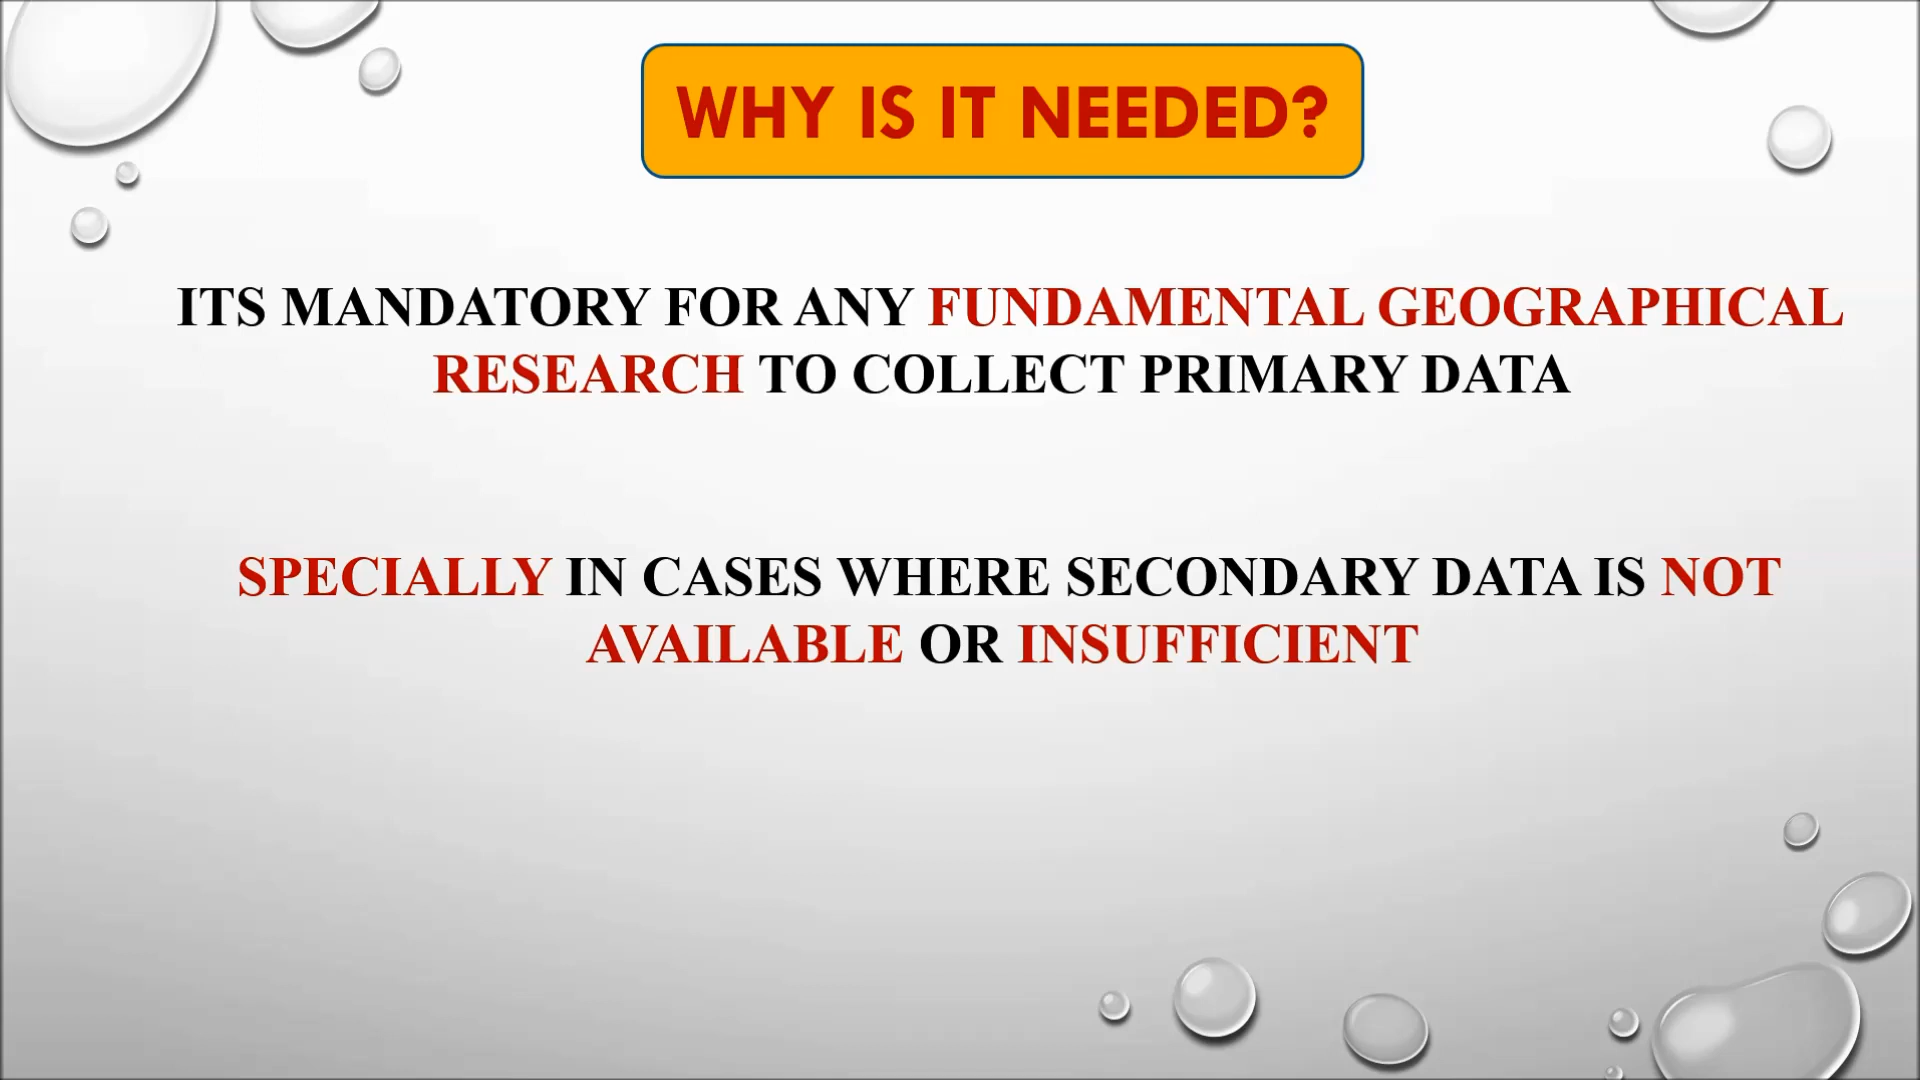 WHY IS IT NEEDED?
ITS MANDATORY FOR ANY FUNDAMENTAL GEOGRAPHICAL
RESEARCH TO COLLECT PRIMARY DATA
SPECIALLY IN CASES WHERE SECONDARY DATA IS NOT
AVAILABLE OR INSUFFICIENT